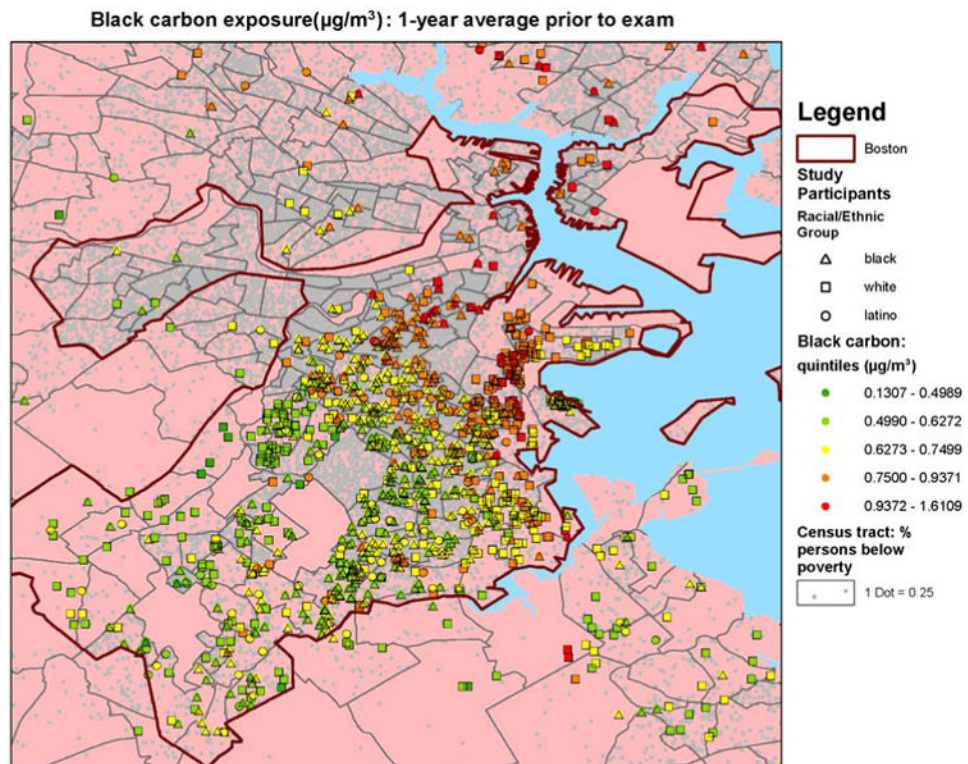 Black carbon exposure(µg/m³): 1-year average prior to exam
Legend
Boston
Study
Participants
Racial/Ethnic
Group
black
white
latino
Black carbon:
quintiles (µg/m³)
0.1307 - 0.4989
0.4990 - 0.6272
0.6273 - 0.7499
0.7500 - 0.9371
0.9372 - 1.6109
Census tract: %
persons below
poverty
1 Dot = 0.25